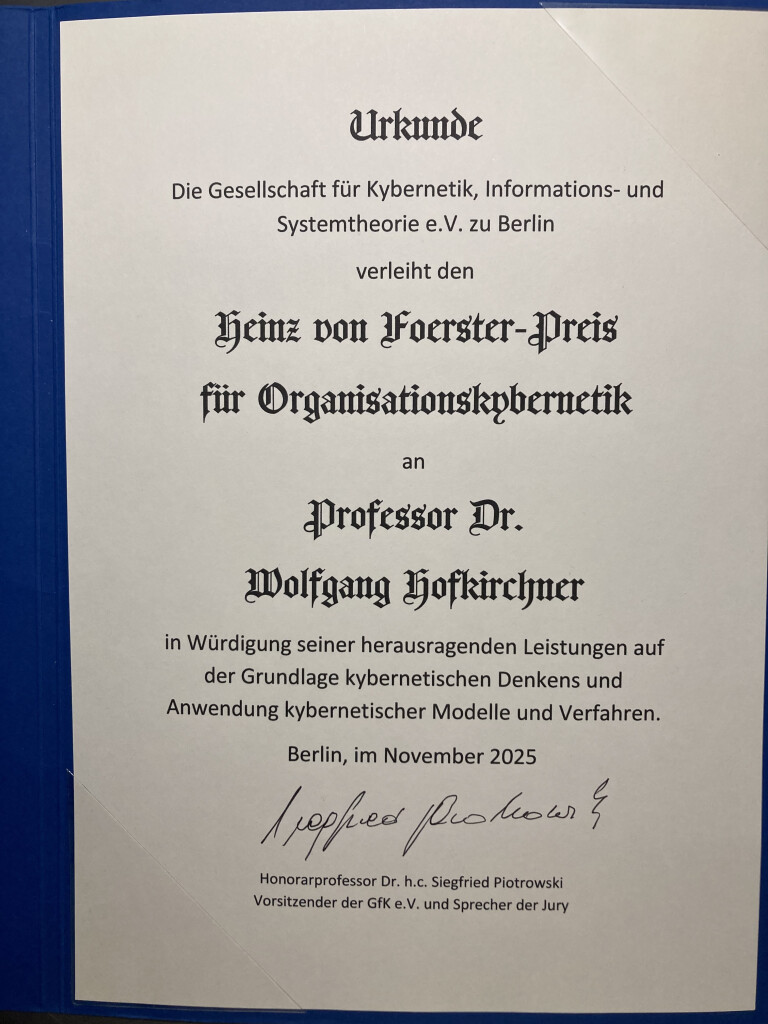 Urkunde
Die Gesellschaft für Kybernetik, Informations- und
Systemtheorie e.V. zu Berlin
verleiht den
Heinz von Foerster-Preis
für Organisationskybernetik
an
Professor Dr.
Wolfgang Hofkirchner
in Würdigung seiner herausragenden Leistungen auf
der Grundlage kybernetischen Denkens und
Anwendung kybernetischer Modelle und Verfahren.
Berlin, im November 2025
Siegfried Piotrowski
Honorarprofessor Dr. h.c. Siegfried Piotrowski
Vorsitzender der GfK e.V. und Sprecher der Jury